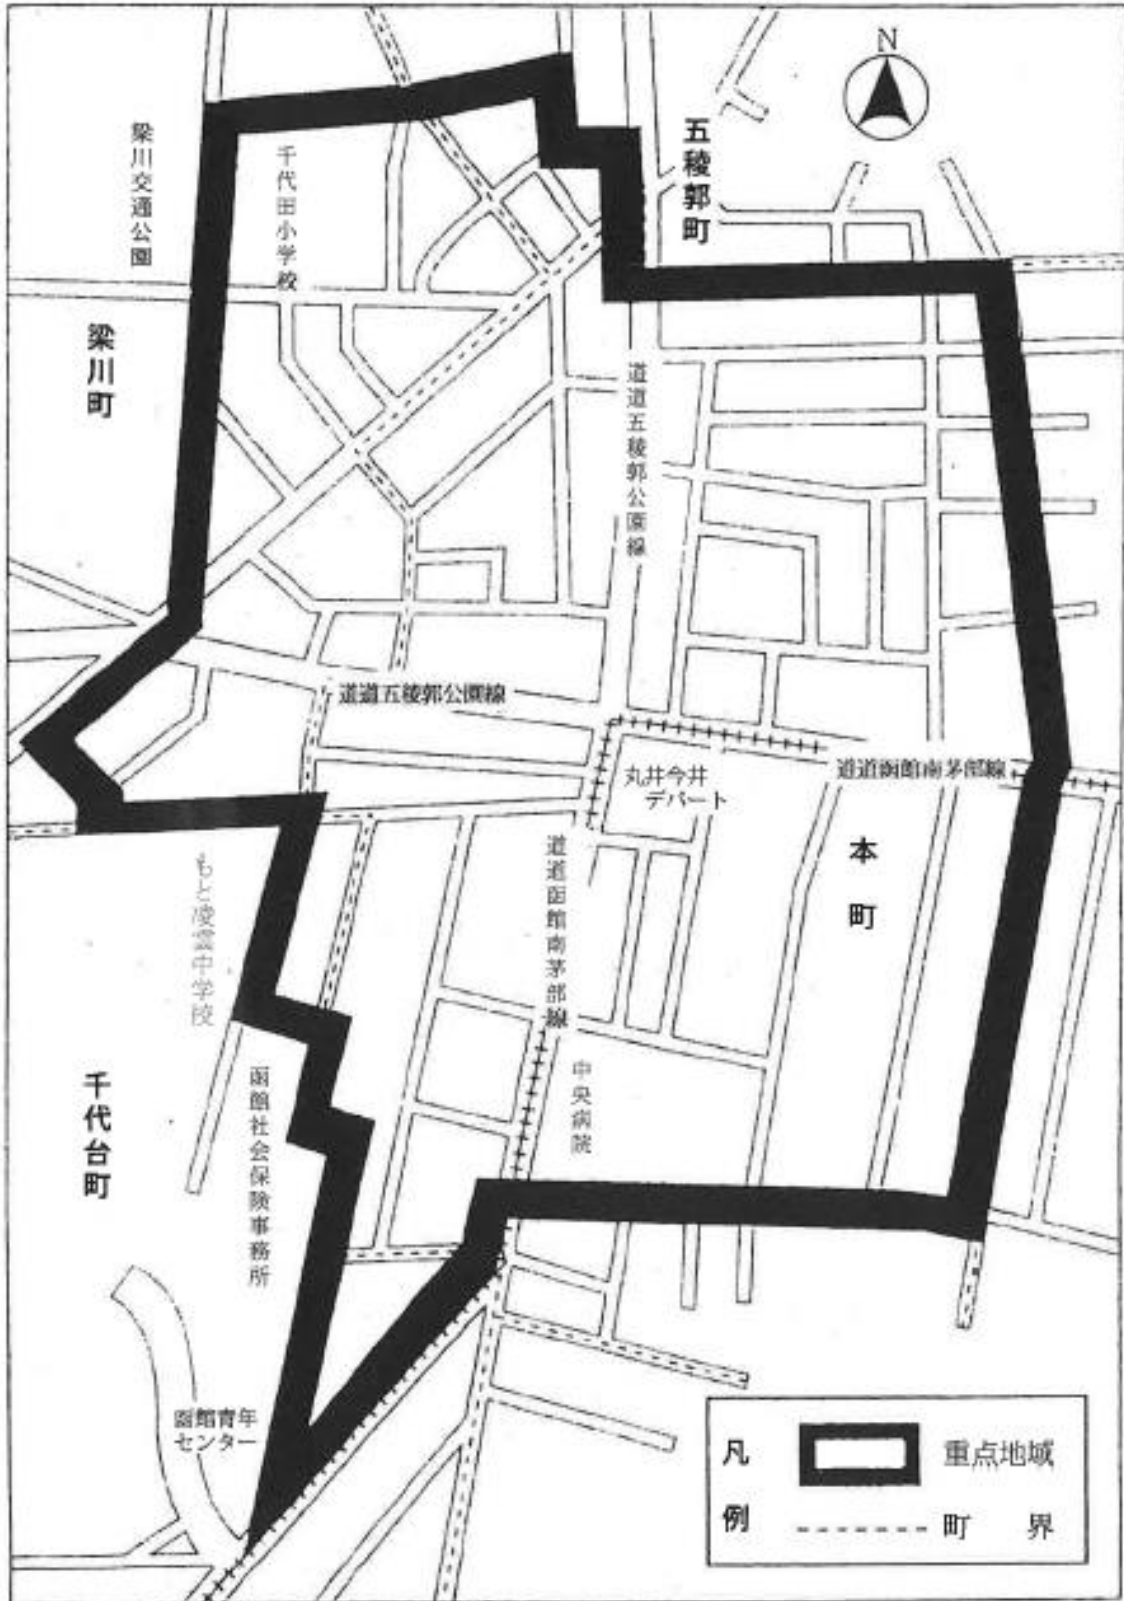 N
五稜郭町
梁川交通公園
千代田小学校
梁川町
道道五稜郭公園線
道道五稜郭公園線
丸井今井
デパート
道道函館南茅部線
本町
もと凌雲中学校
道道函館南茅部線
千代台町
函館社会保険事務所
中央病院
函館青年
センター
凡例
重点地域
町界